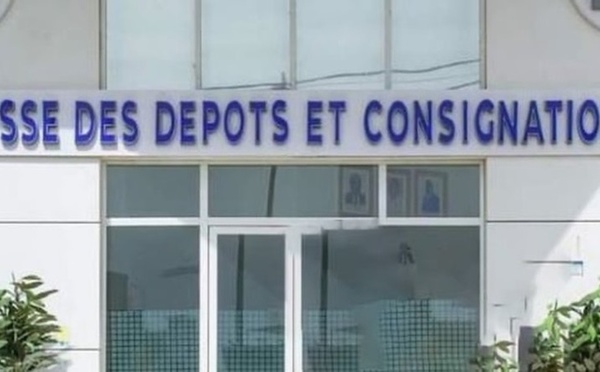 SSE DES DEPOTS ET CONSIGNATIO